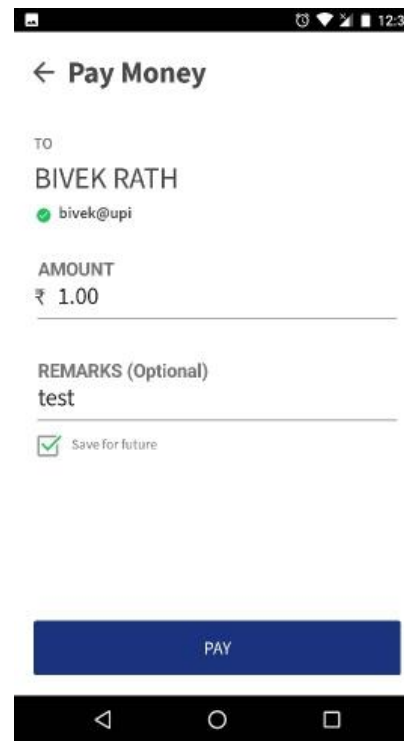 12:3
← Pay Money
TO
BIVEK RATH
bivek@upi
AMOUNT
₹ 1.00
REMARKS (Optional)
test
Save for future
PAY